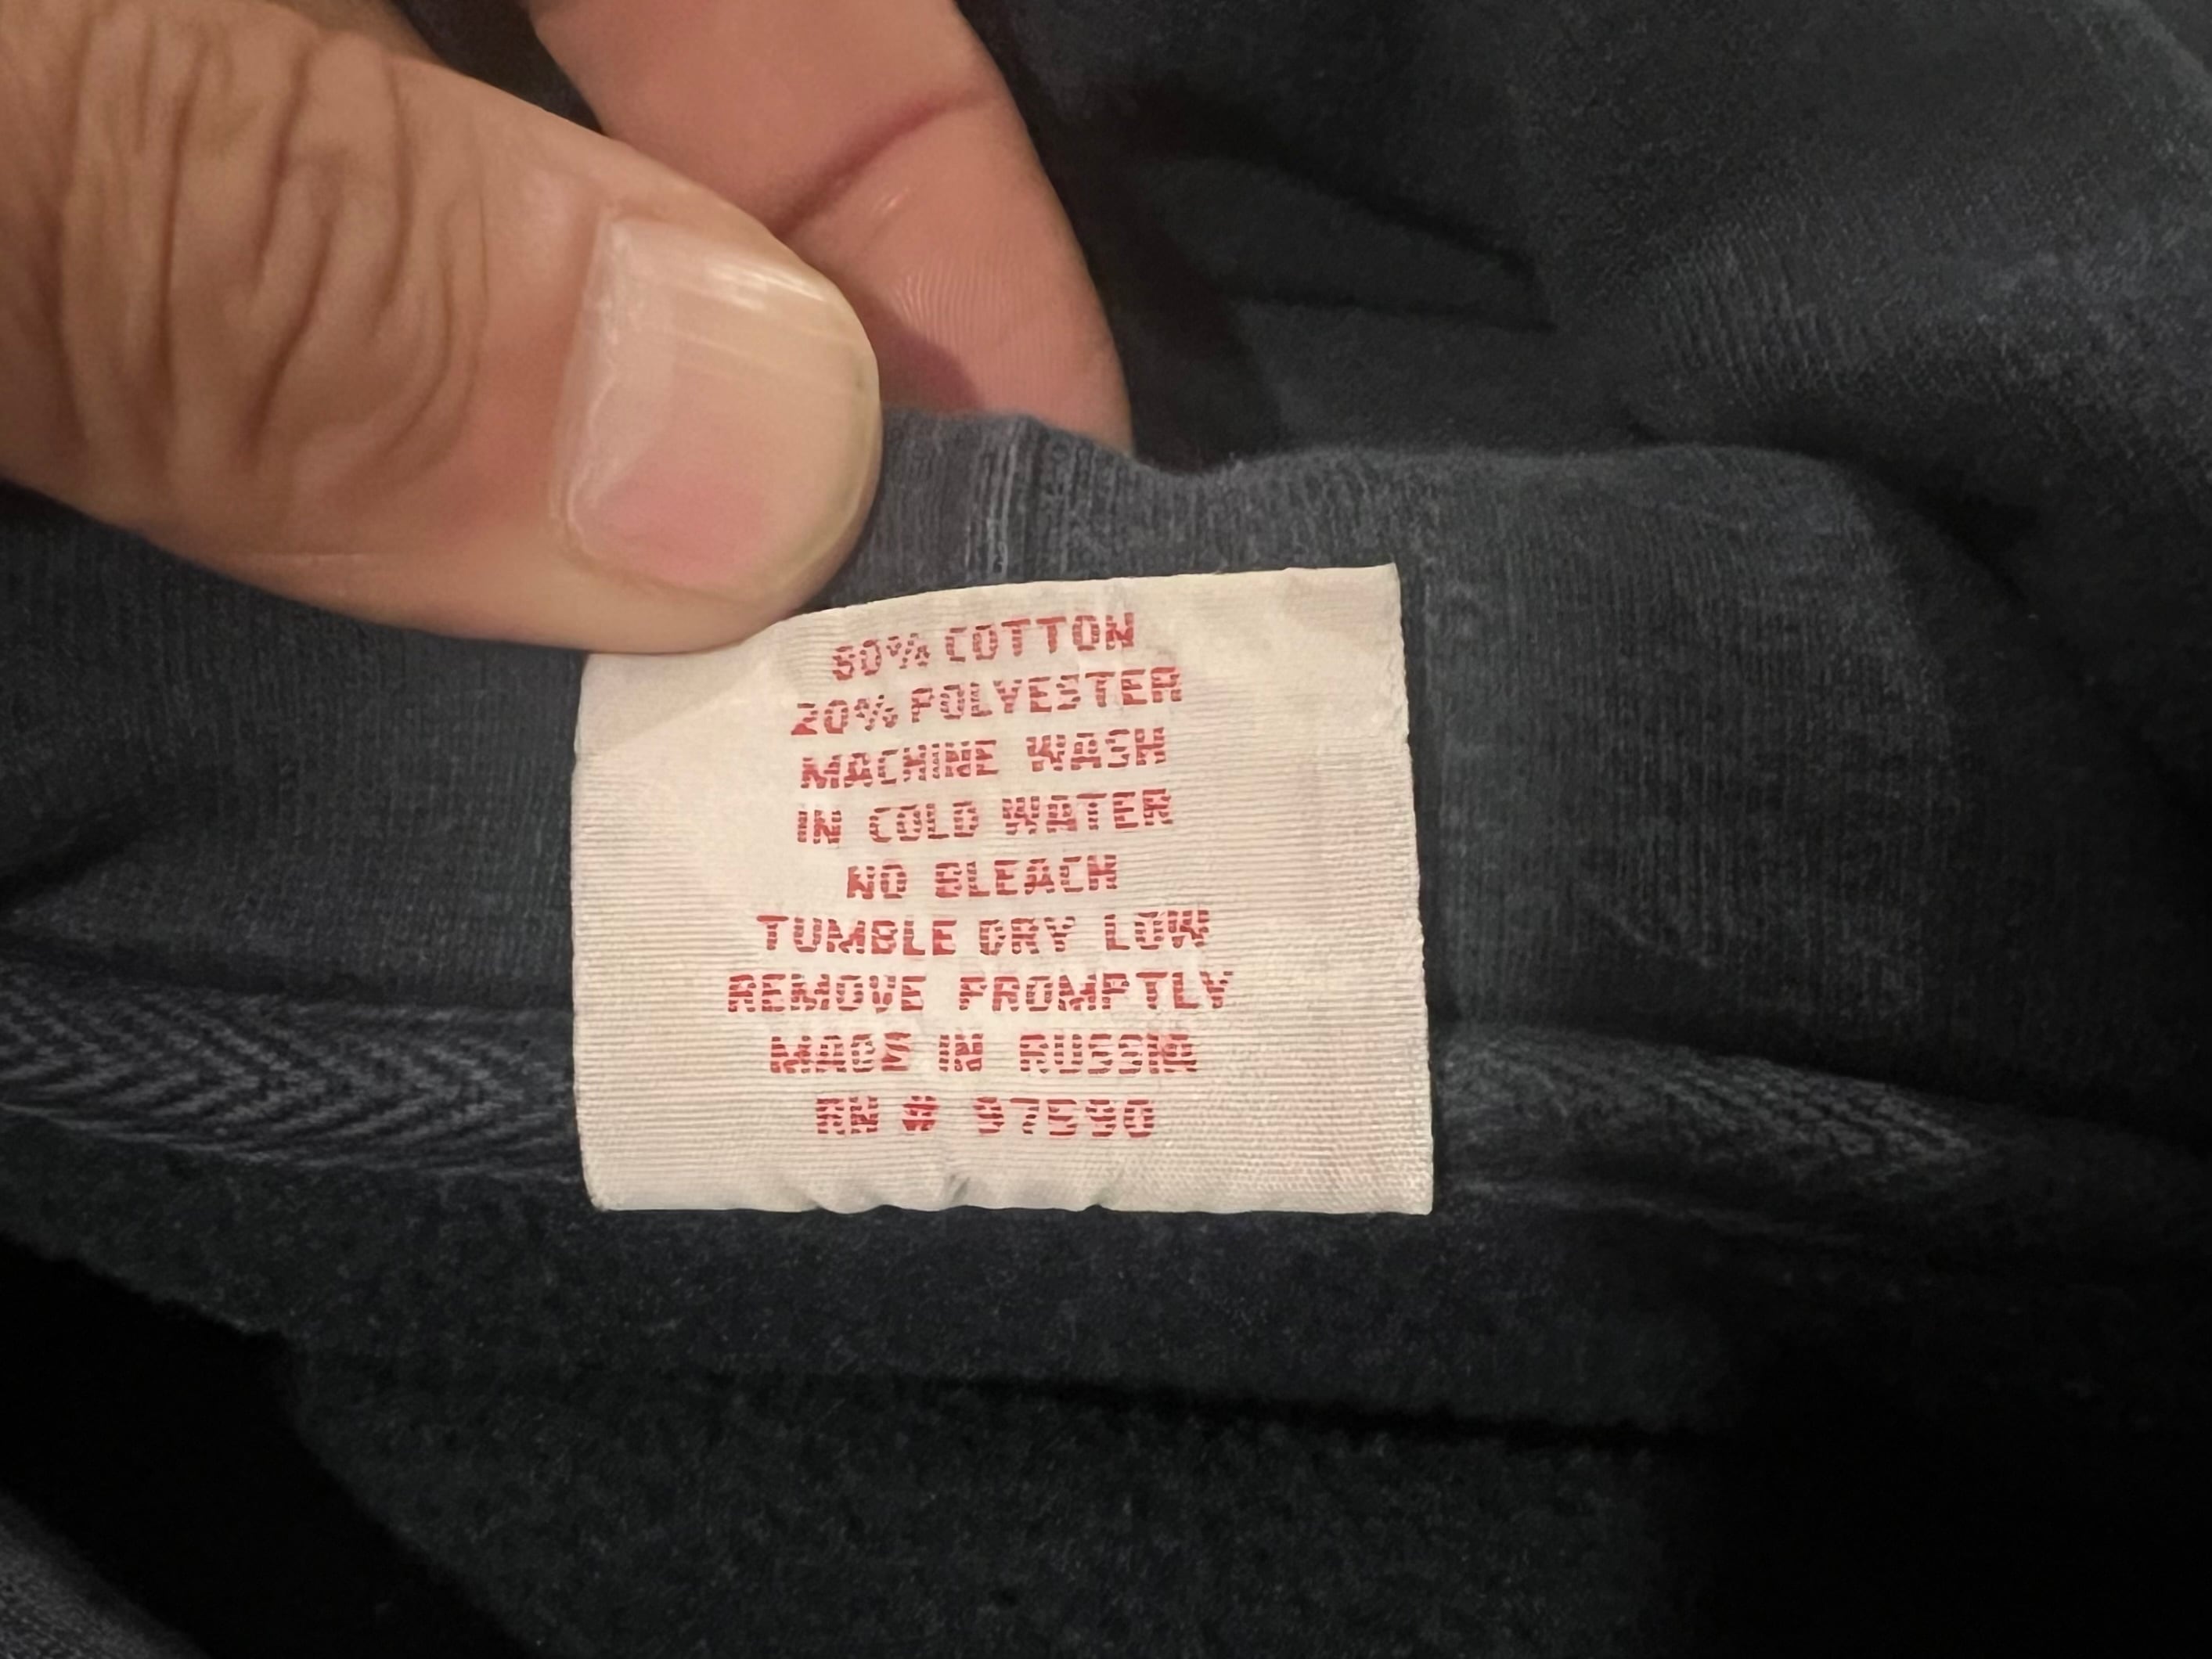 80% COTTON
20% POLYESTER
MACHINE WASH
IN COLD WATER
NO BLEACH
TUMBLE DRY LOW
REMOVE PROMPTLY
MADE IN RUSSIA
RN # 97590